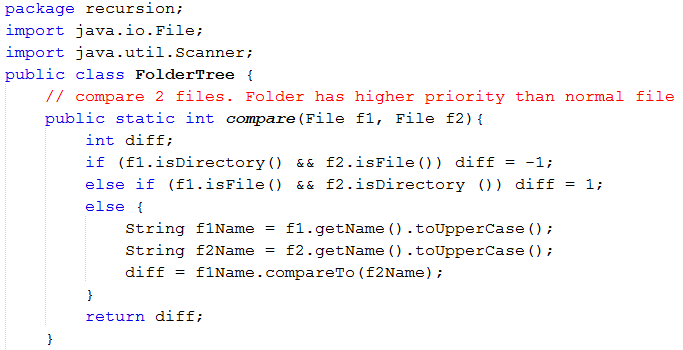 package recursion;
import java.io.File;
import java.util.Scanner;
public class FolderTree {
    // compare 2 files. Folder has higher priority than normal file
    public static int compare(File f1, File f2){
        int diff;
        if (f1.isDirectory() && f2.isFile()) diff = -1;
        else if (f1.isFile() && f2.isDirectory ()) diff = 1;
        else {
            String f1Name = f1.getName().toUpperCase();
            String f2Name = f2.getName().toUpperCase();
            diff = f1Name.compareTo(f2Name);
        }
        return diff;
    }